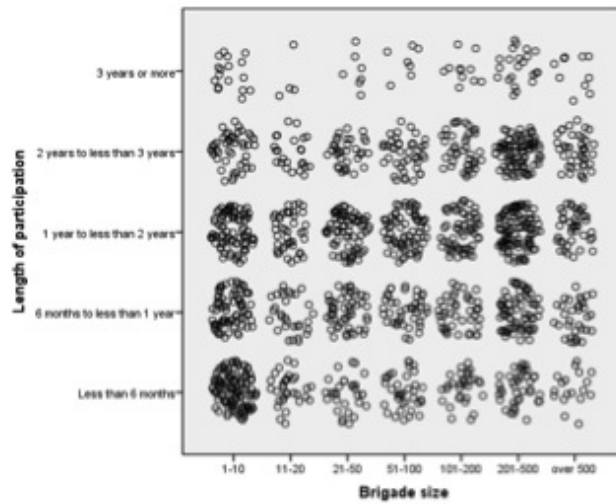 3 years or more
2 years to less than 3 years
1 year to less than 2 years
6 months to less than 1 year
Less than 6 months
Length of participation
1-10 11-20 21-50 51-100 101-200 201-500 over 500
Brigade size